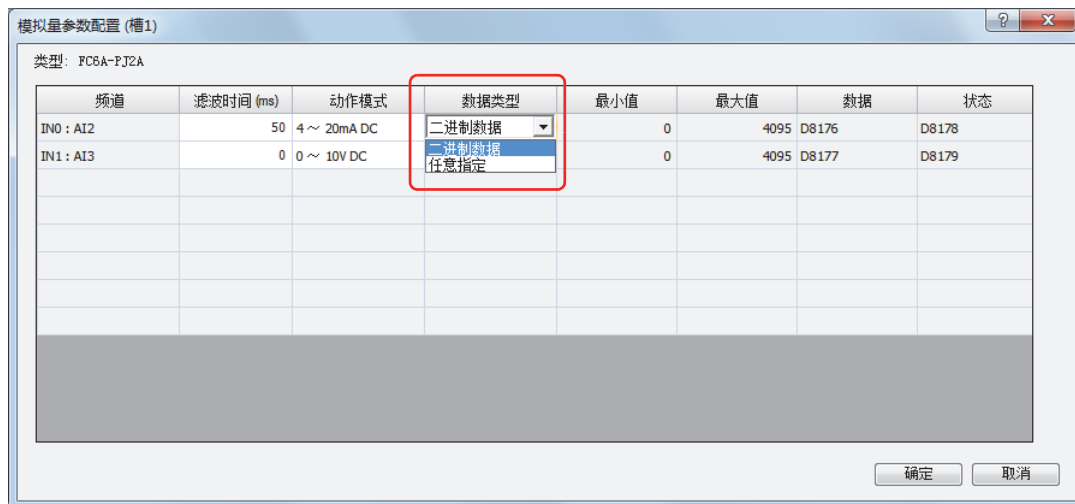 模拟量参数配置 (槽1)
类型: FC6A-PJ2A
频道 滤波时间 (ms) 动作模式 数据类型 最小值 最大值 数据 状态
IN0 : AI2 50 4 ～ 20mA DC 二进制数据 0 4095 D8176 D8178
IN1 : AI3 0 0 ～ 10V DC 二进制数据 0 4095 D8177 D8179
任意指定
确定 取消